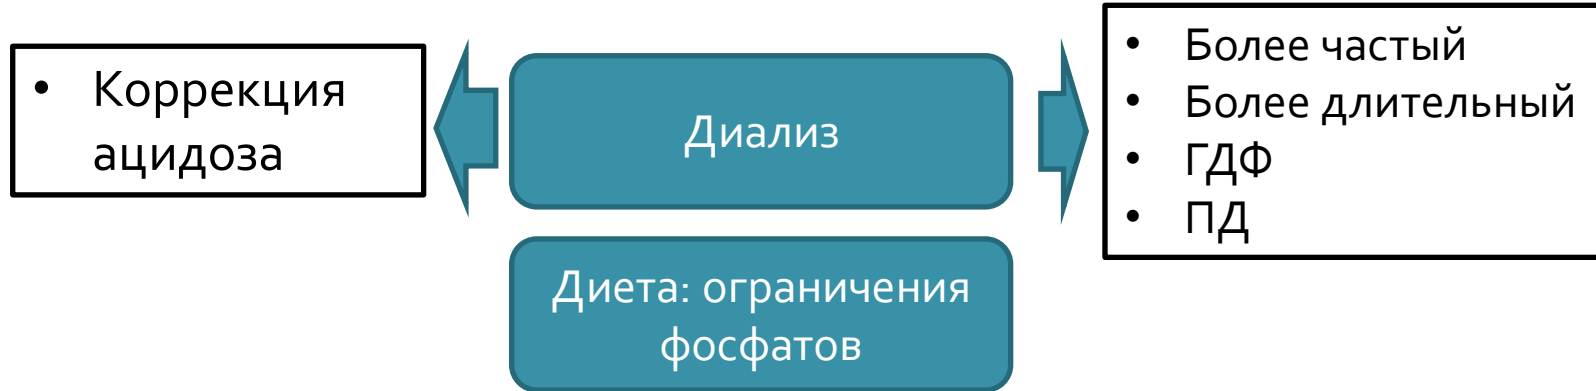 • Коррекция
ацидоза
Диализ
• Более частый
• Более длительный
• ГДФ
• ПД
Диета: ограничения
фосфатов